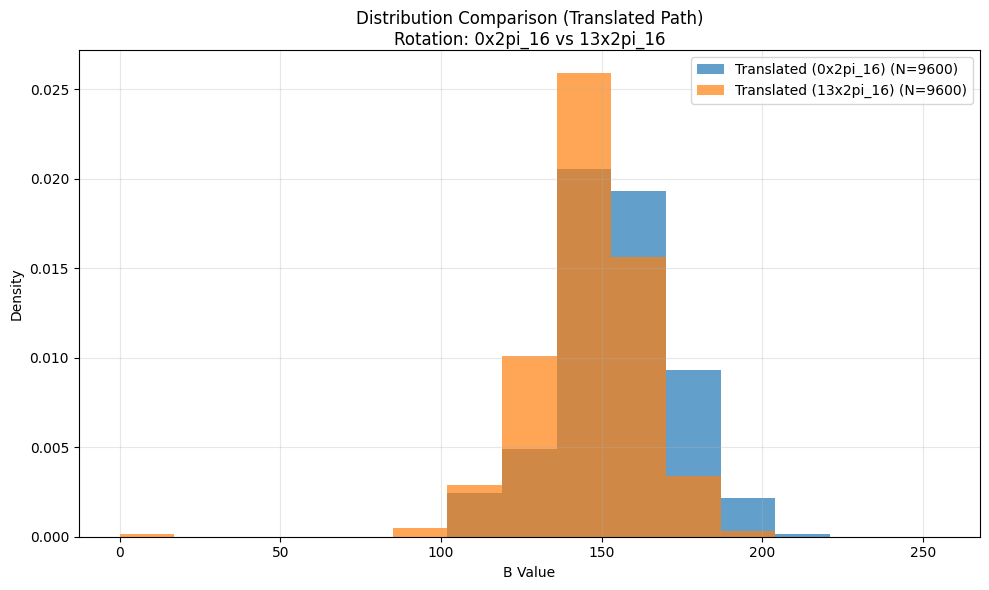 Distribution Comparison (Translated Path)
Rotation: 0x2pi_16 vs 13x2pi_16
Translated (0x2pi_16) (N=9600)
Translated (13x2pi_16) (N=9600)
0.025
0.020
0.015
0.010
0.005
0.000
Density
0 50 100 150 200 250
B Value